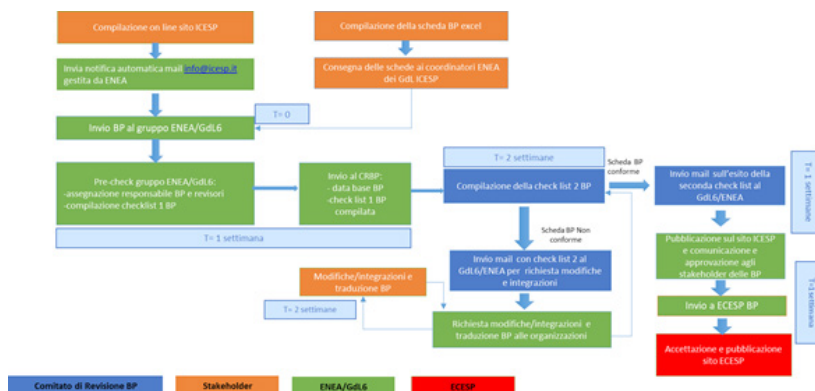 Compilazione on line sito ICESP
Compilazione della scheda BP excel
Invia notifica automatica mail info@icesp.it
gestita da ENEA
Consegna delle schede ai coordinatori ENEA
dei GdL ICESP
T= 0
Invio BP al gruppo ENEA/GdL6
Pre-check gruppo ENEA/GdL6:
-assegnazione responsabile BP e revisori
-compilazione checklist 1 BP
Invio al CRBP:
- data base BP
-check list 1 BP
compilata
T= 1 settimana
T= 2 settimane
Compilazione della check list 2 BP
Scheda BP
conforme
Scheda BP Non
conforme
Invio mail con check list 2 al
GdL6/ENEA per richiesta modifiche
e integrazioni
Modifiche/integrazioni e
traduzione BP
T= 2 settimane
Richiesta modifiche/integrazioni e
traduzione BP alle organizzazioni
Invio mail sull'esito della
seconda check list al
GdL6/ENEA
T= 1
settimane
Pubblicazione sul sito ICESP
e comunicazione e
approvazione agli
stakeholder delle BP
Invio a ECESP BP
T=1settimana
Accettazione e pubblicazione
sito ECESP
Comitato di Revisione BP
Stakeholder
ENEA/GdL6
ECESP